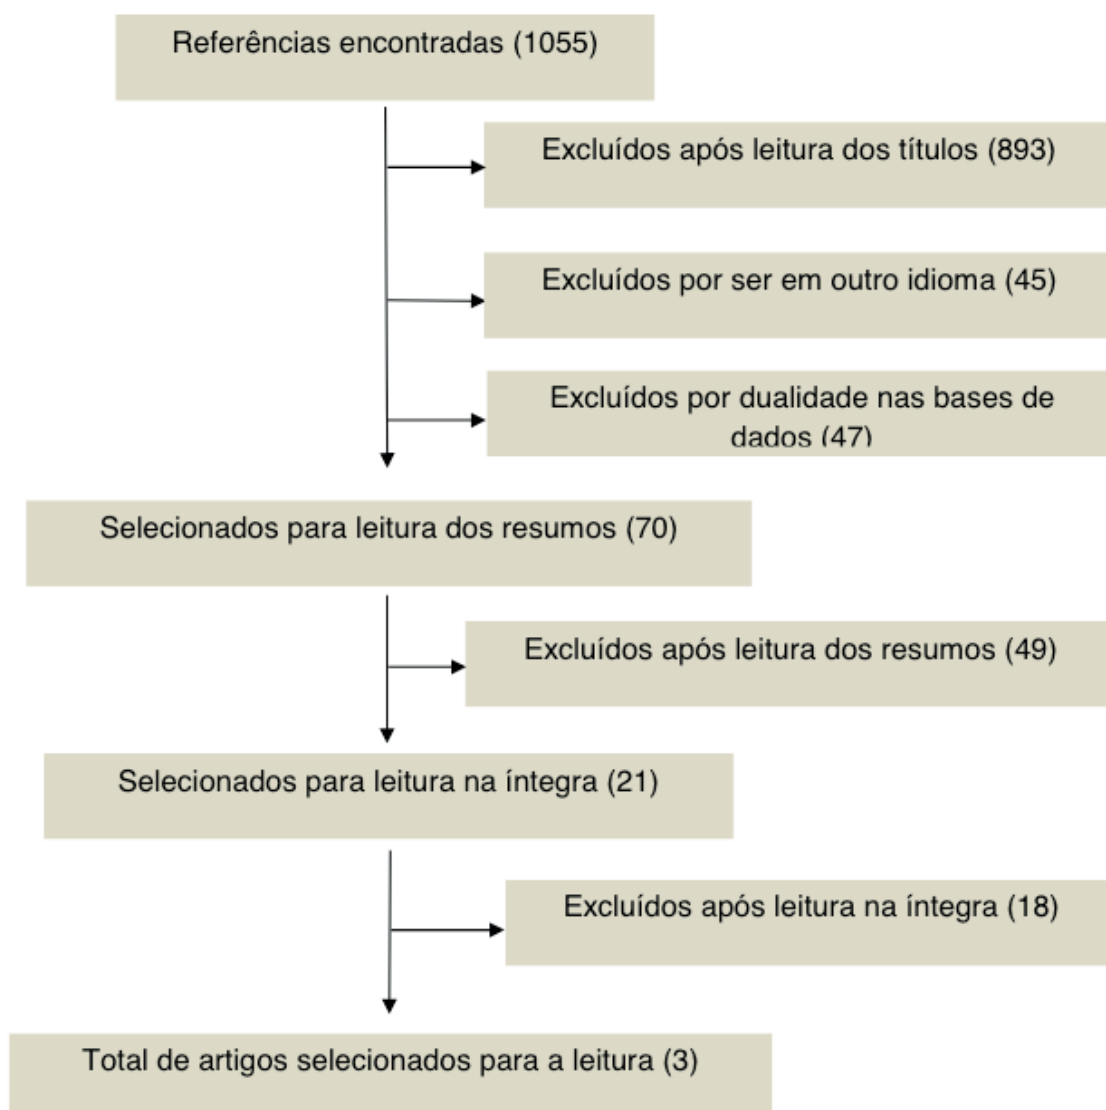 Referências encontradas (1055)
Excluídos após leitura dos títulos (893)
Excluídos por ser em outro idioma (45)
Excluídos por dualidade nas bases de
dados (47)
Selecionados para leitura dos resumos (70)
Excluídos após leitura dos resumos (49)
Selecionados para leitura na íntegra (21)
Excluídos após leitura na íntegra (18)
Total de artigos selecionados para a leitura (3)